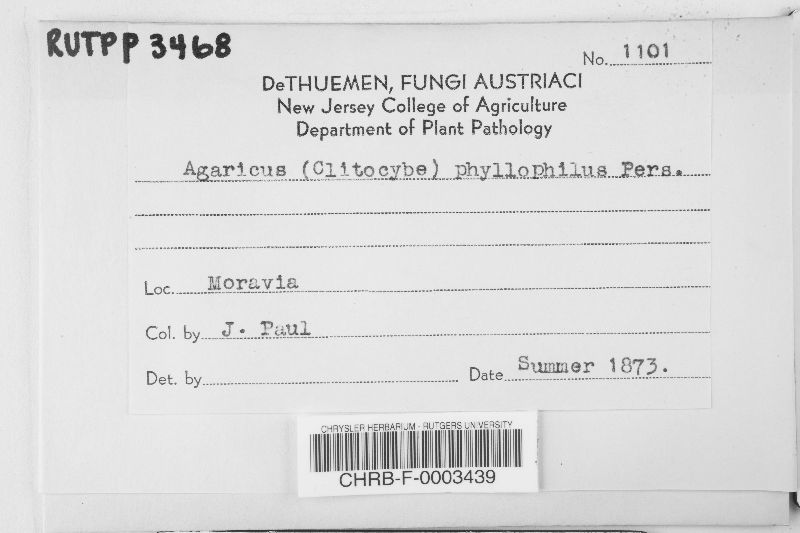 RUTPP 3468
No. 1101
DeTHUEMEN, FUNGI AUSTRIACI
New Jersey College of Agriculture
Department of Plant Pathology
Agaricus (Clitocybe) phyllophilus Pers.
Loc. Moravia
Col. by J. Paul
Det. by
Date Summer 1873.
CHRYSLER HERBARIUM - RUTGERS UNIVERSITY
CHRB-F-0003439